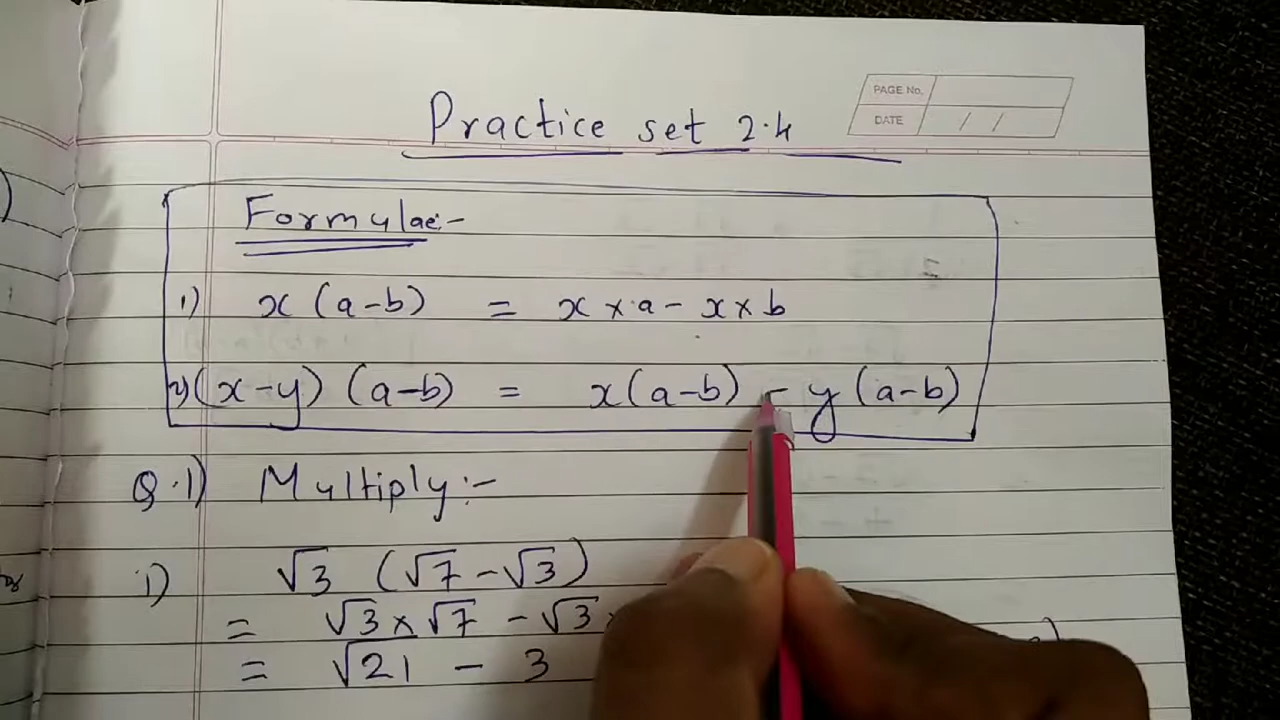 PAGE No.
DATE / /
Practice set 2.4
Formulae:-
1) x (a-b) = x × a - x × b
2) (x-y) (a-b) = x(a-b) - y(a-b)
Q.1) Multiply:-
i) √3 (√7 - √3)
= √3 × √7 - √3 ×
= √21 - 3